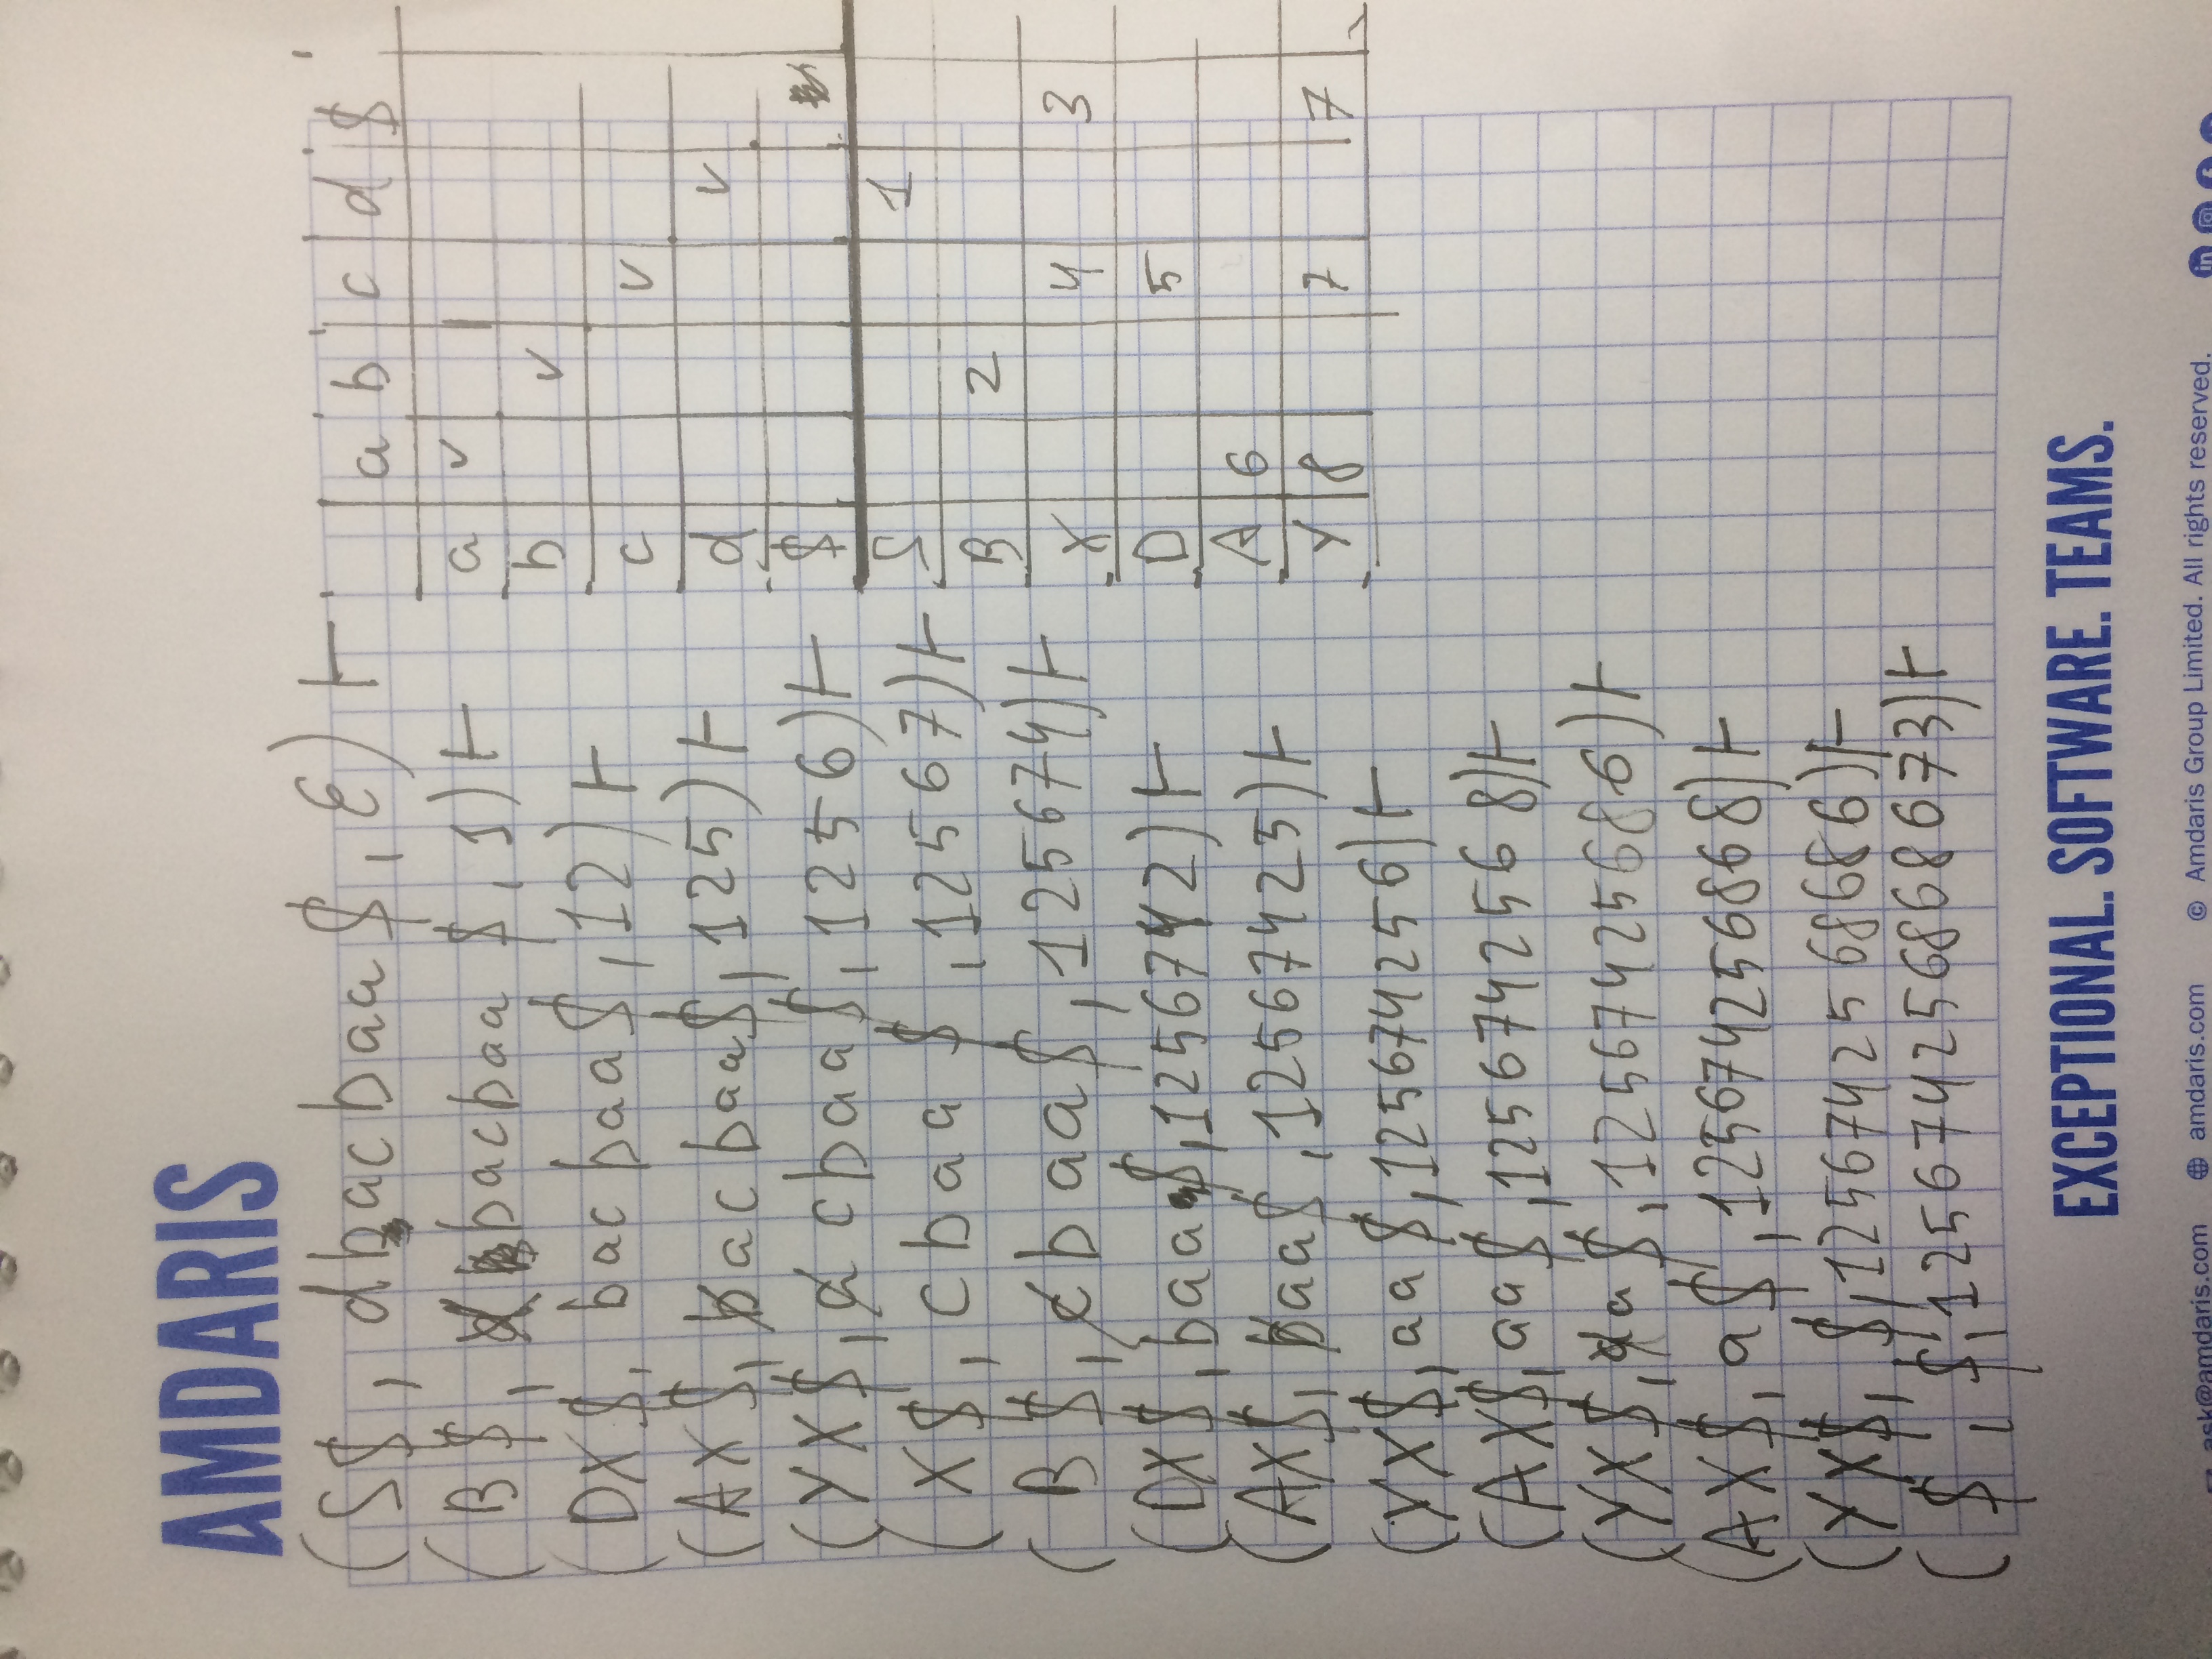 AMDARIS
(S$, dbacbaa$, ε) ⊢
(B$, bacbaa$, 1) ⊢
(DX$, bacbaa$, 12) ⊢
(AX$, bacbaa$, 125) ⊢
(YX$, acbaa$, 1256) ⊢
(X$, cbaa$, 12567) ⊢
(B$, cbaa$, 125674) ⊢
(DX$, baa$, 1256742) ⊢
(AX$, baa$, 12567425) ⊢
(YX$, aa$, 125674256) ⊢
(AX$, aa$, 1256742568) ⊢
(YX$, aa$, 12567425686) ⊢
(AX$, a$, 125674256868) ⊢
(YX$, $, 1256742568686) ⊢
($, $, 125674256868673) ⊢
a b c d $
a ✓
b ✓
c ✓
d ✓
$
S 1
B 2
X 4 3
D 5
A 6
Y 8 7 7
EXCEPTIONAL. SOFTWARE. TEAMS.
ask@amdaris.com amdaris.com © Amdaris Group Limited. All rights reserved.